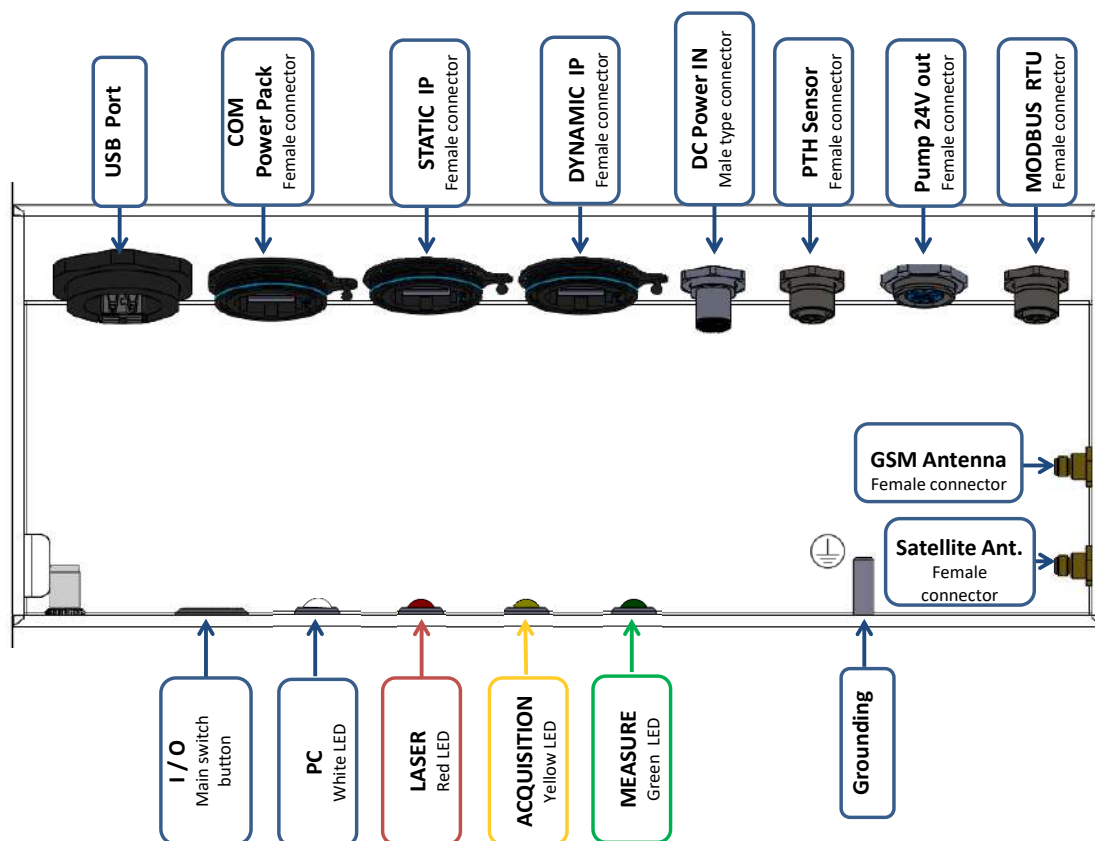 USB Port
COM
Power Pack
Female connector
STATIC IP
Female connector
DYNAMIC IP
Female connector
DC Power IN
Male type connector
PTH Sensor
Female connector
Pump 24V out
Female connector
MODBUS RTU
Female connector
GSM Antenna
Female connector
Satellite Ant.
Female
connector
I / O
Main switch
button
PC
White LED
LASER
Red LED
ACQUISITION
Yellow LED
MEASURE
Green LED
Grounding